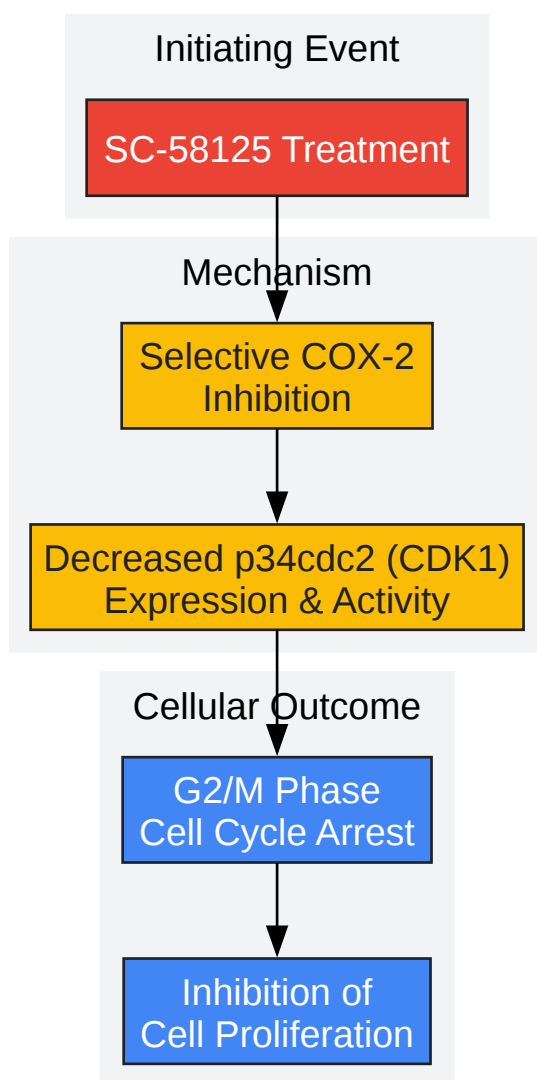 Initiating Event
SC-58125 Treatment
Mechanism
Selective COX-2
Inhibition
Decreased p34cdc2 (CDK1)
Expression & Activity
Cellular Outcome
G2/M Phase
Cell Cycle Arrest
Inhibition of
Cell Proliferation